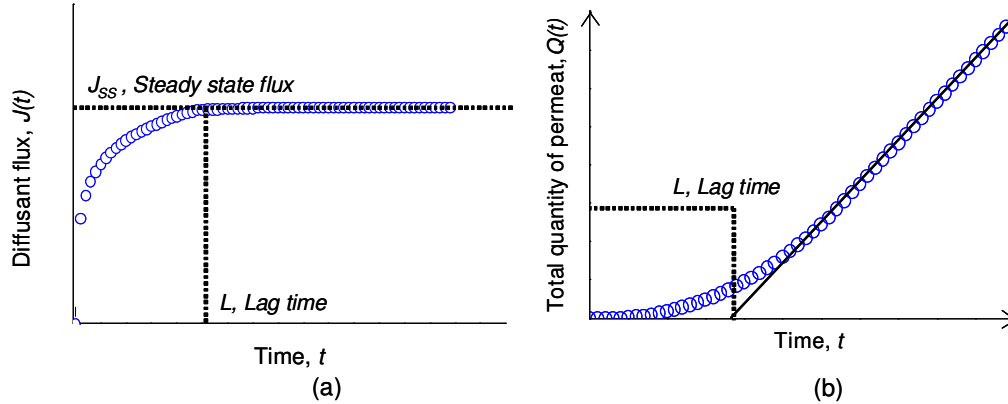 Diffusant flux, J(t)
J_SS , Steady state flux
L, Lag time
Time, t
(a)
Total quantity of permeat, Q(t)
L, Lag time
Time, t
(b)